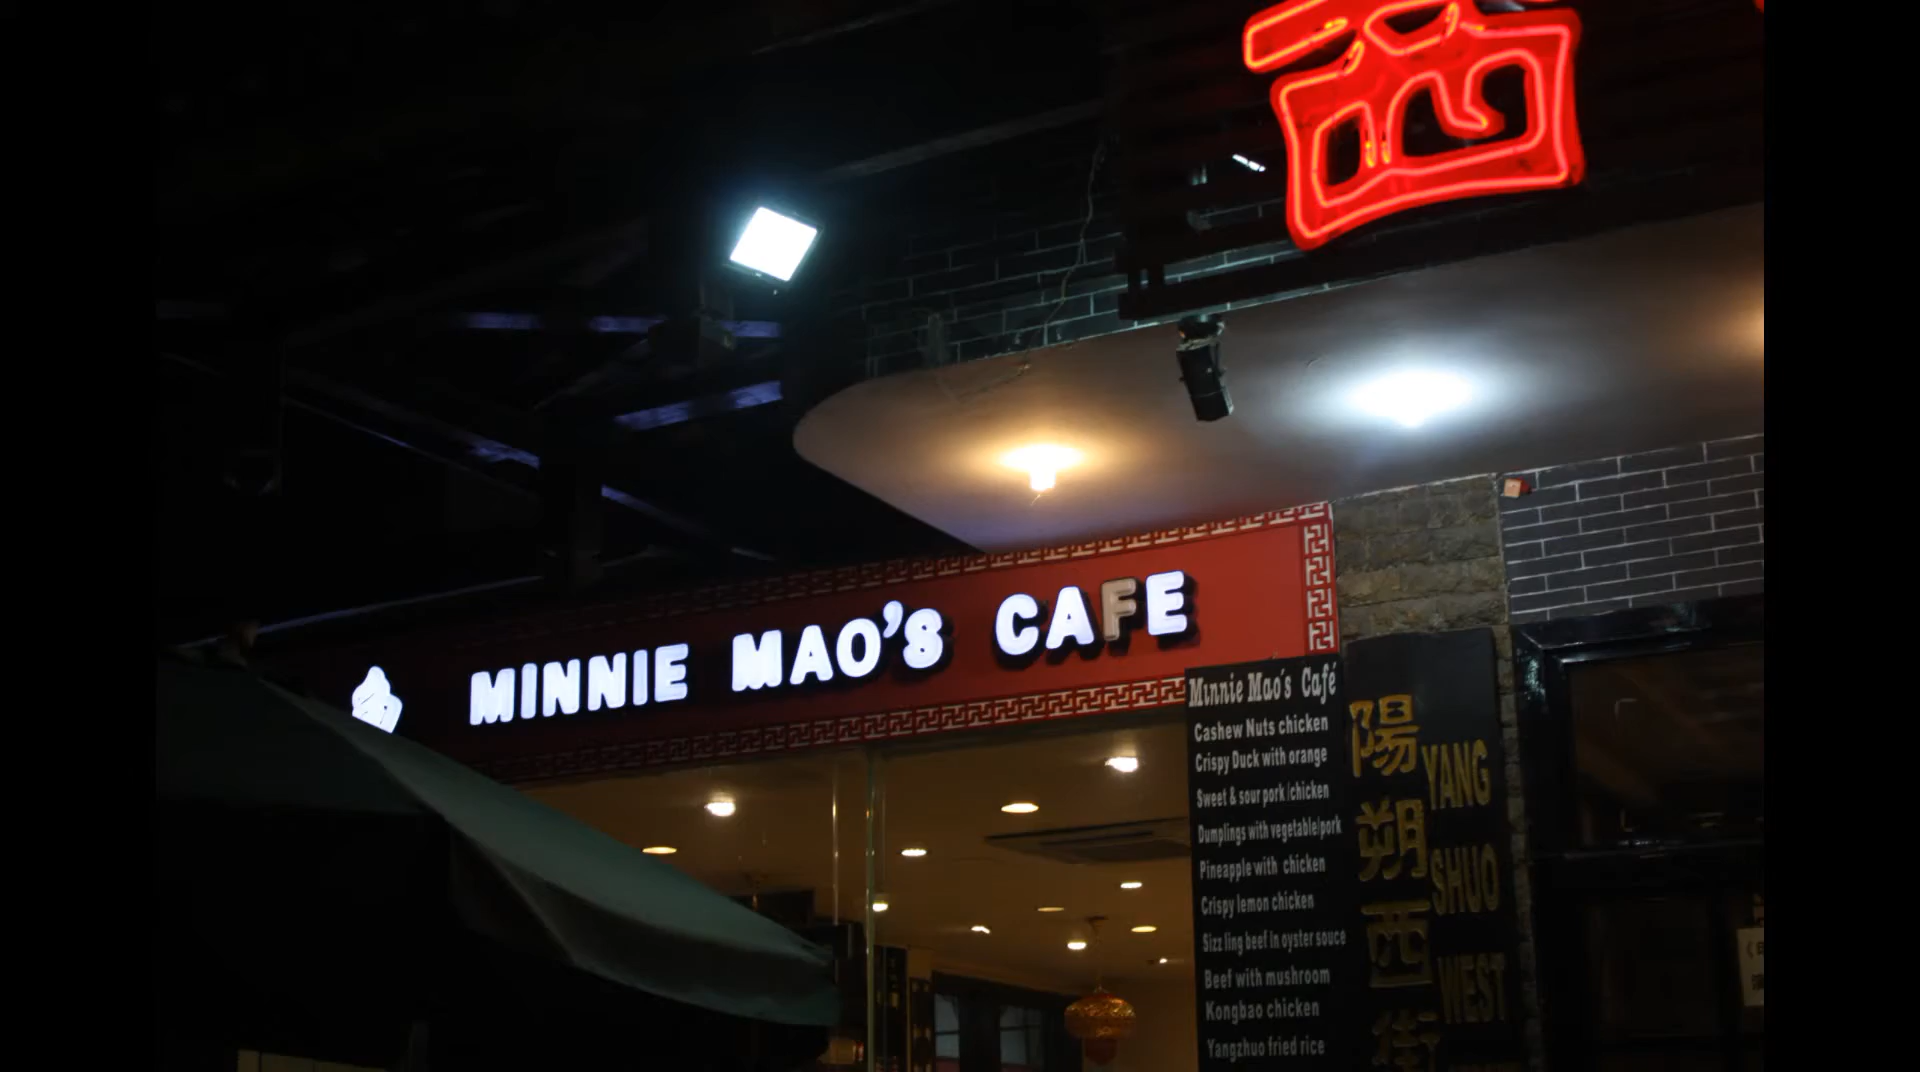 西
MINNIE MAO'S CAFE
Minnie Mao's Café
Cashew Nuts chicken
Crispy Duck with orange
Sweet & sour pork/chicken
Dumplings with vegetable/pork
Pineapple with chicken
Crispy lemon chicken
Sizz ling beef in oyster souce
Beef with mushroom
Kongbao chicken
Yangzhuo fried rice
陽朔西街
YANG
SHUO
WEST